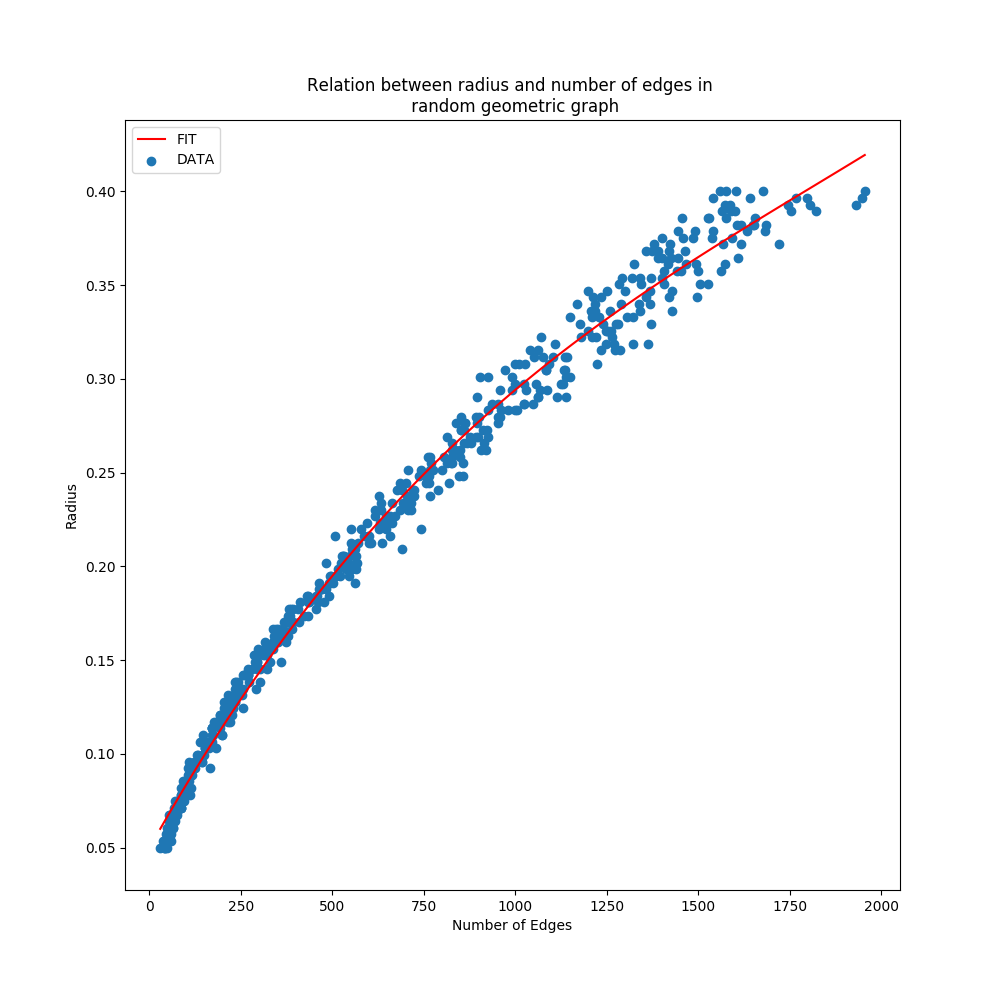 Relation between radius and number of edges in
random geometric graph
FIT
DATA
0.40
0.35
0.30
0.25
0.20
0.15
0.10
0.05
Radius
0 250 500 750 1000 1250 1500 1750 2000
Number of Edges